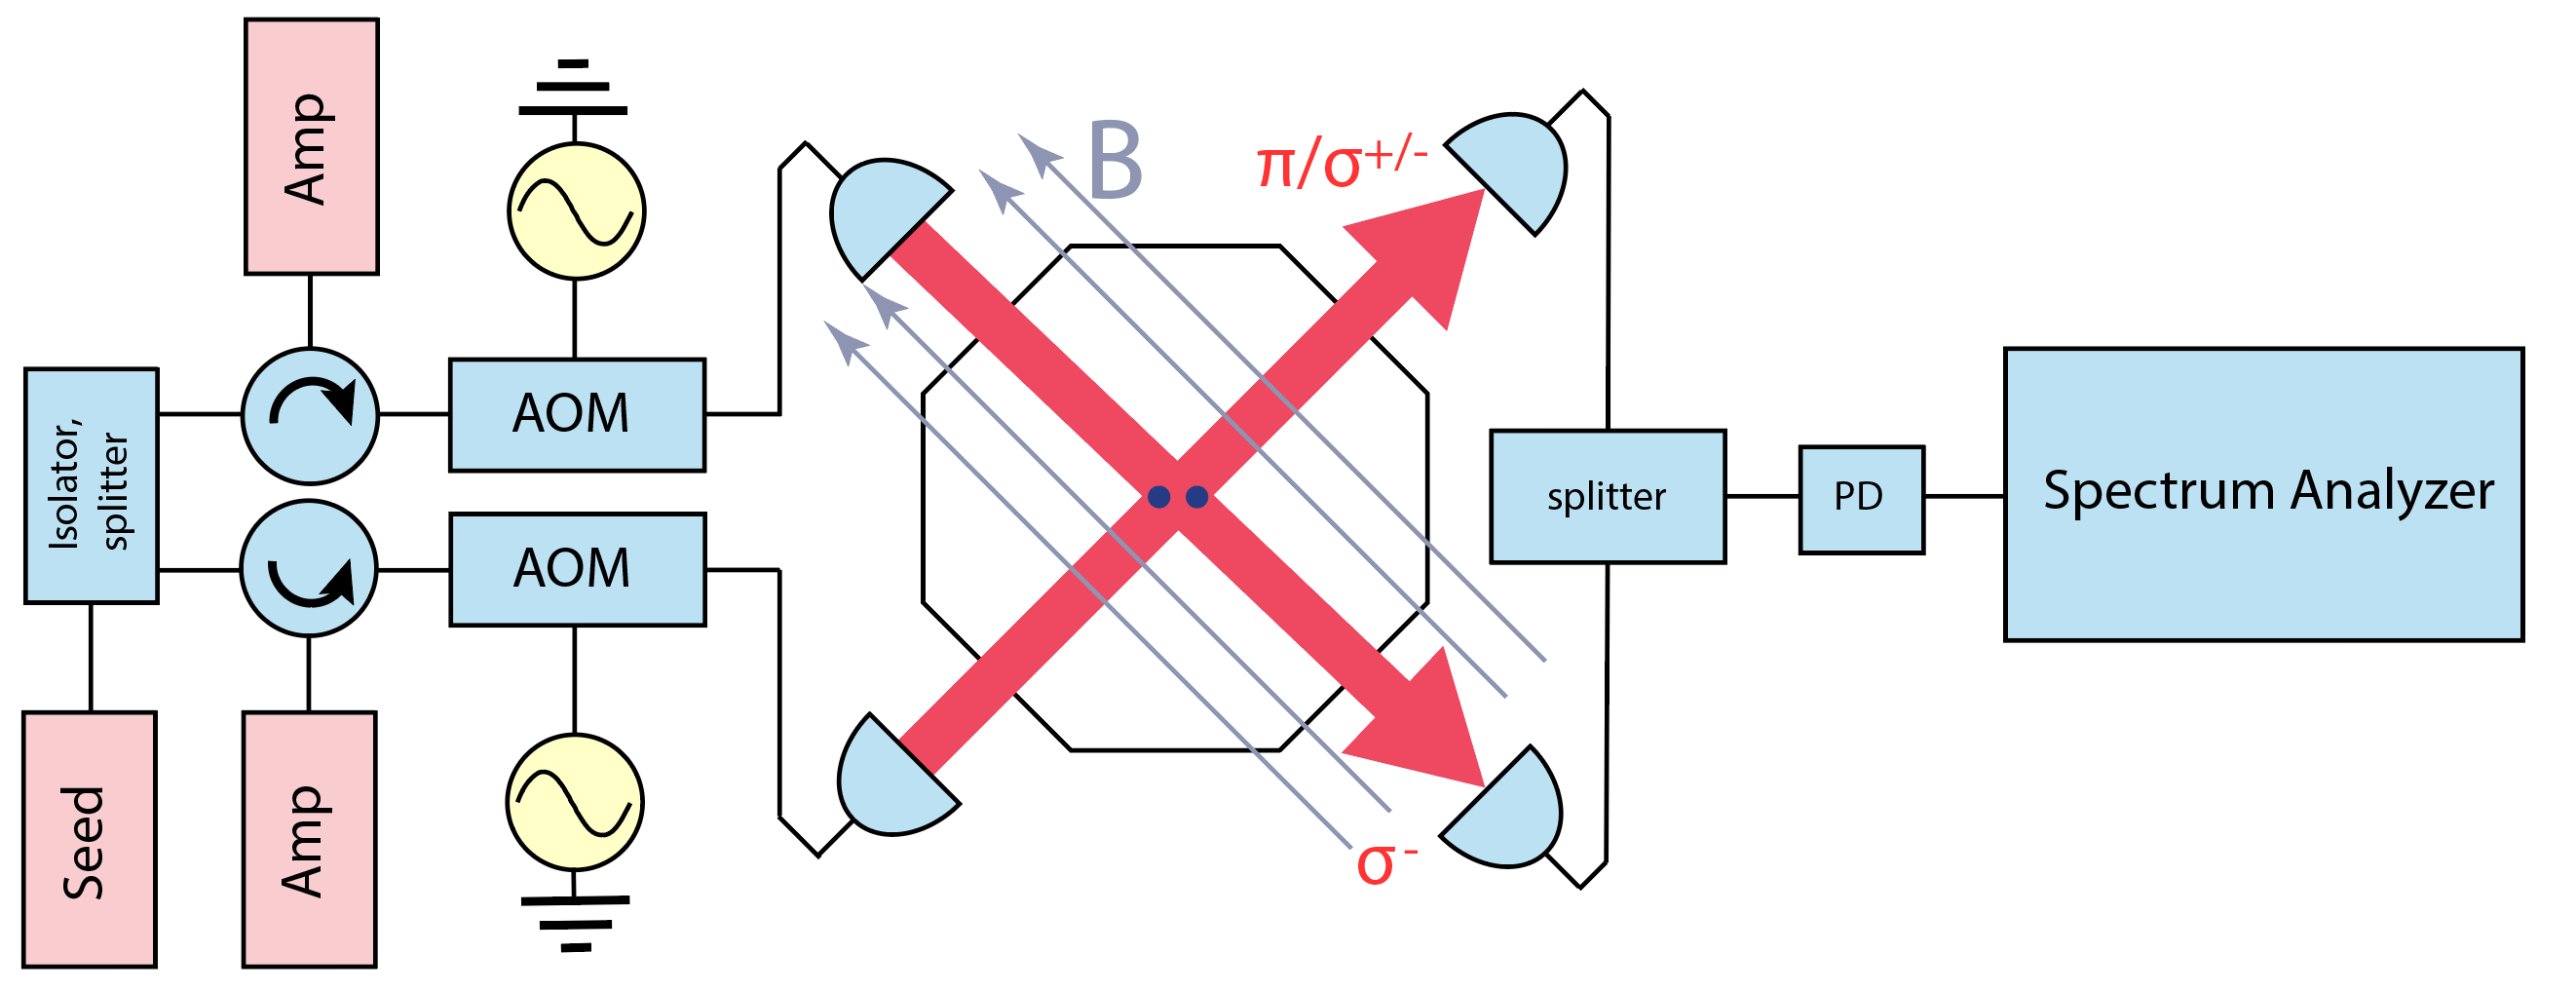 Amp
B
π/σ+/-
Isolator,
splitter
AOM
AOM
splitter
PD
Spectrum Analyzer
Seed
Amp
σ-